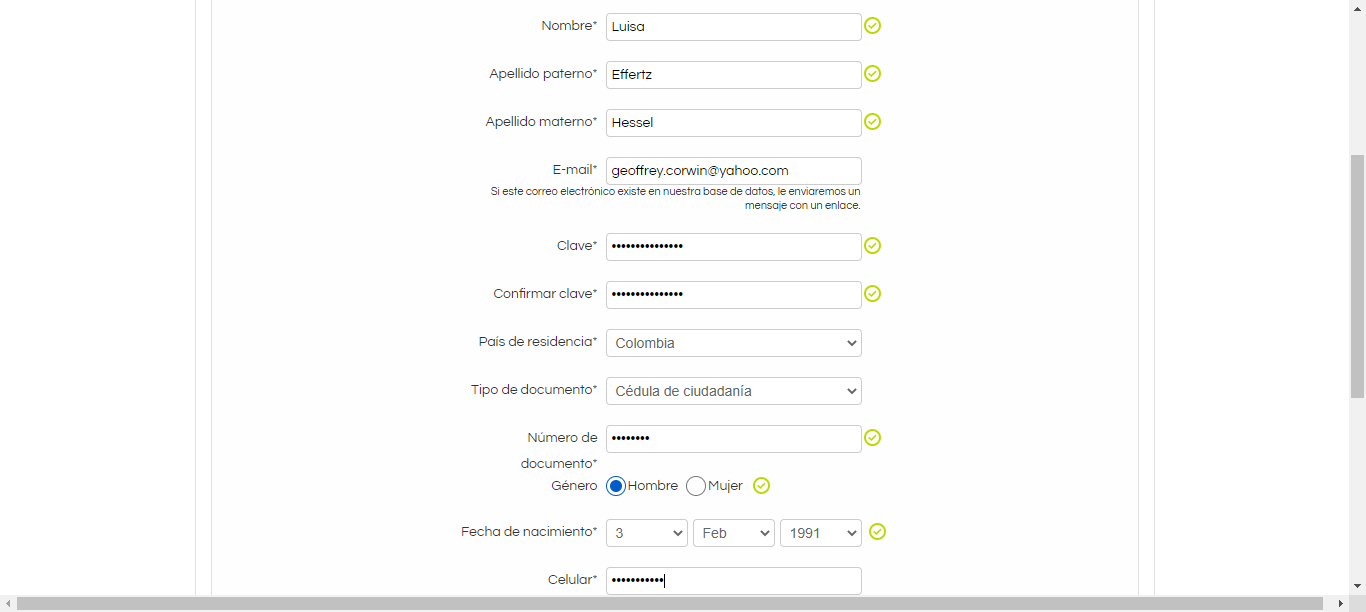 Nombre* Luisa
Apellido paterno* Effertz
Apellido materno* Hessel
E-mail* geoffrey.corwin@yahoo.com
Si este correo electrónico existe en nuestra base de datos, le enviaremos un
mensaje con un enlace.
Clave* •••••••••••••••
Confirmar clave* •••••••••••••••
País de residencia* Colombia
Tipo de documento* Cédula de ciudadanía
Número de ••••••••
documento*
Género Hombre Mujer
Fecha de nacimiento* 3 Feb 1991
Celular* •••••••••••